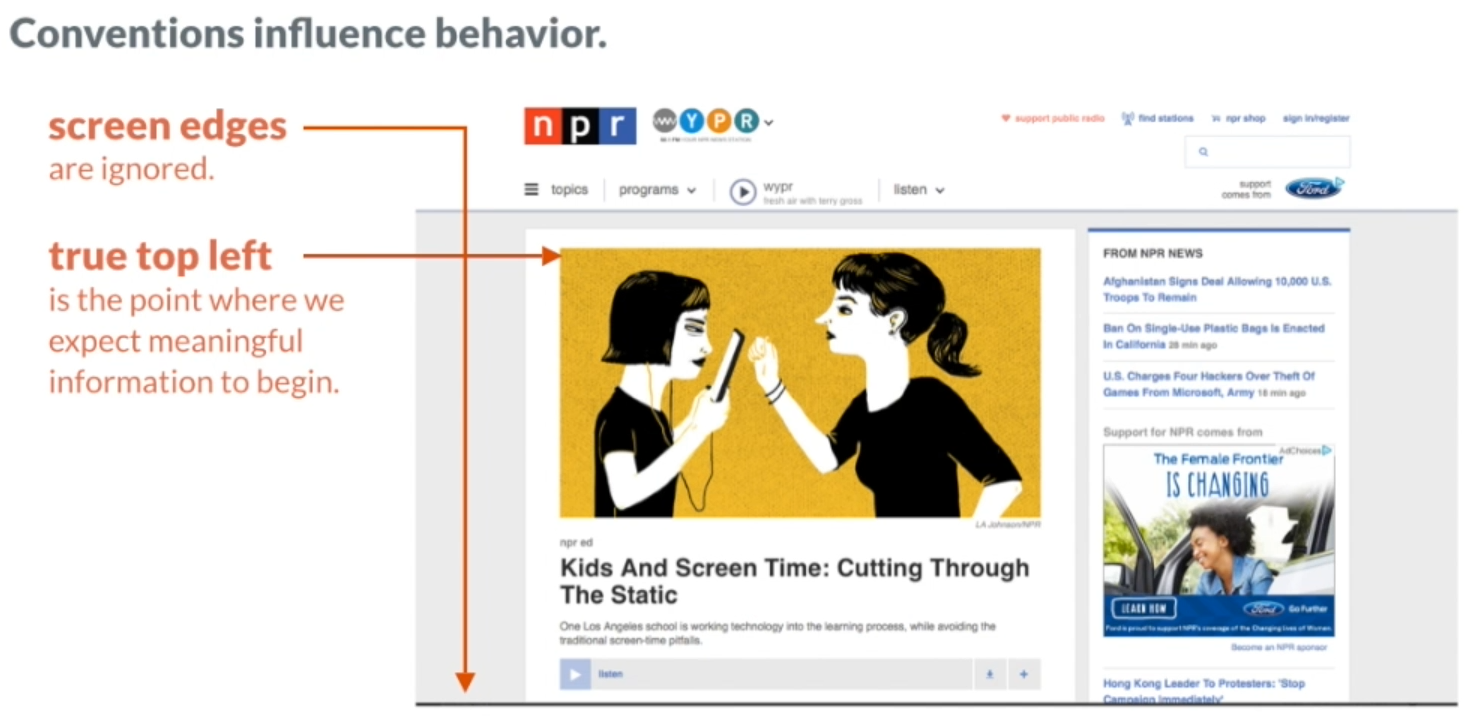 Conventions influence behavior.
screen edges
are ignored.
true top left
is the point where we
expect meaningful
information to begin.
npr
WYPR
support public radio find stations npr shop sign in/register
topics programs wypr listen
fresh air with terry gross
support
comes from Ford
FROM NPR NEWS
Afghanistan Signs Deal Allowing 10,000 U.S.
Troops To Remain
Ban On Single-Use Plastic Bags Is Enacted
In California 28 min ago
U.S. Charges Four Hackers Over Theft Of
Games From Microsoft, Army 18 min ago
Support for NPR comes from
AdChoices
The Female Frontier
IS CHANGING
LEARN HOW Ford Go Further
Ford is proud to support NPR's coverage of the Changing lives of Women
Become an NPR sponsor
Hong Kong Leader To Protesters: 'Stop
Campaign Immediately'
LA Johnson/NPR
npr ed
Kids And Screen Time: Cutting Through
The Static
One Los Angeles school is working technology into the learning process, while avoiding the
traditional screen-time pitfalls.
listen